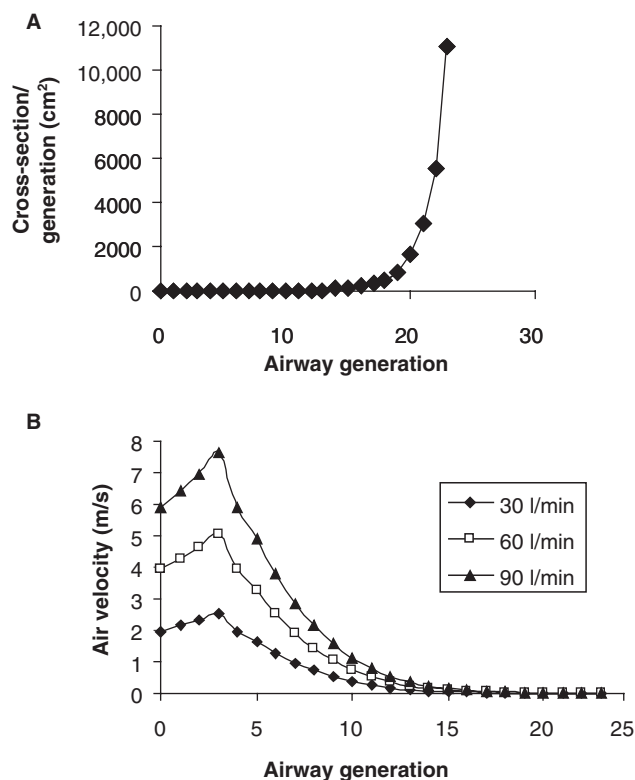 A
Cross-section/
generation (cm²)
12,000
10,000
8000
6000
4000
2000
0
0 10 20 30
Airway generation
B
Air velocity (m/s)
8
7
6
5
4
3
2
1
0
0 5 10 15 20 25
Airway generation
30 l/min
60 l/min
90 l/min